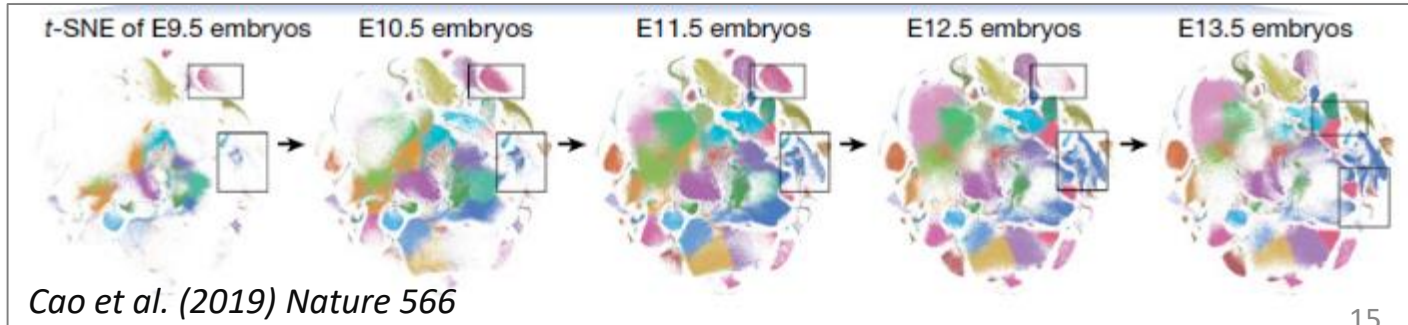 t-SNE of E9.5 embryos E10.5 embryos E11.5 embryos E12.5 embryos E13.5 embryos
Cao et al. (2019) Nature 566
15